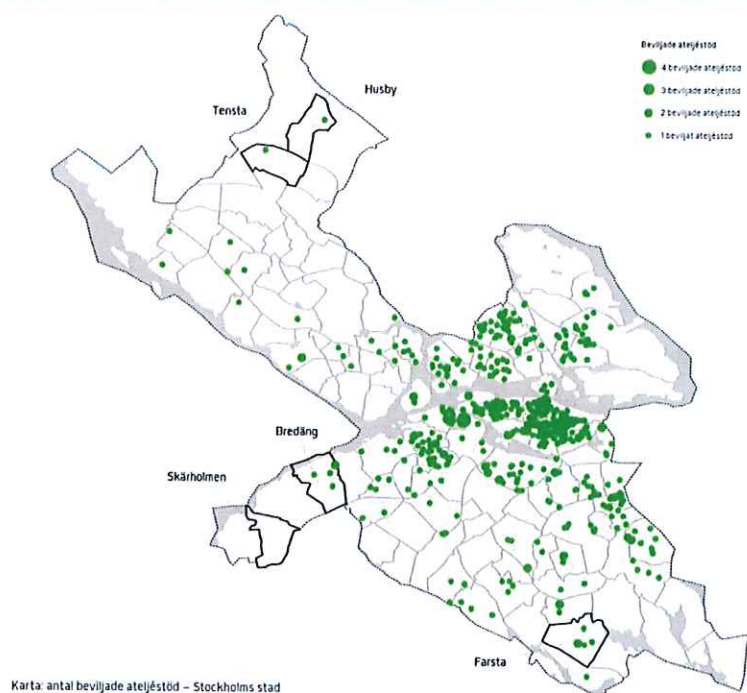 Beviljade ateljéstöd
4 beviljade ateljéstöd
3 beviljade ateljéstöd
2 beviljade ateljéstöd
1 beviljat ateljéstöd
Husby
Tensta
Bredäng
Skärholmen
Farsta
Karta: antal beviljade ateljéstöd – Stockholms stad